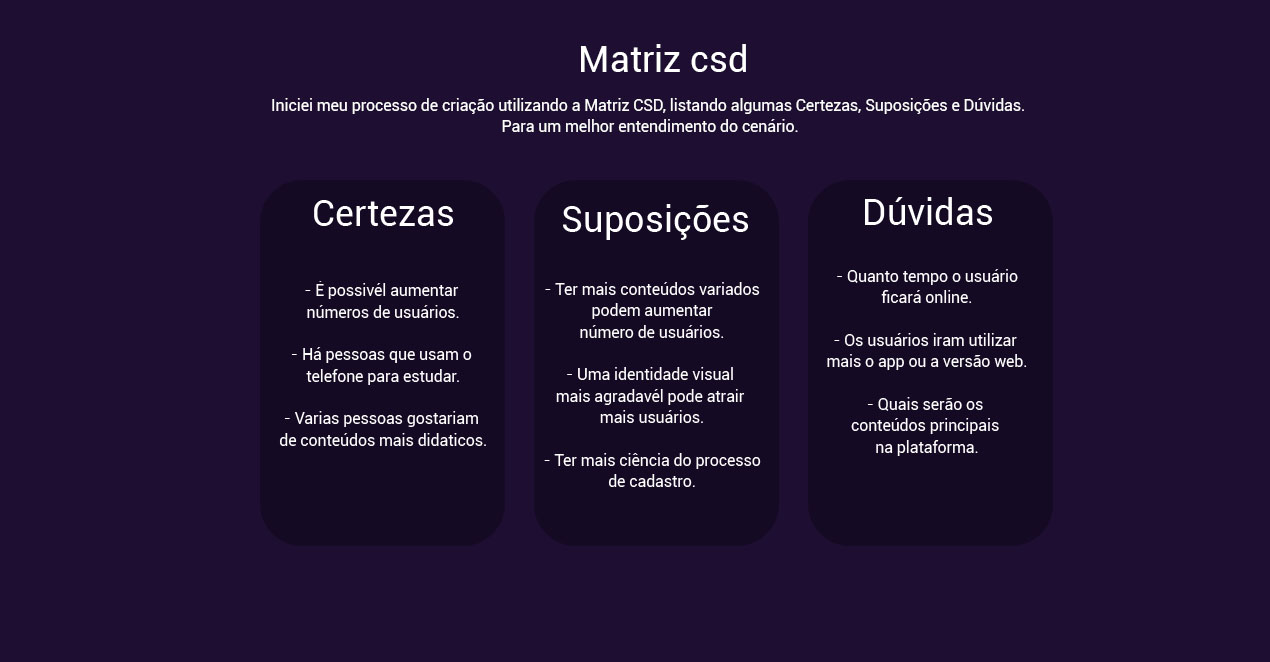 Matriz csd
Iniciei meu processo de criação utilizando a Matriz CSD, listando algumas Certezas, Suposições e Dúvidas.
Para um melhor entendimento do cenário.
Certezas
- É possivél aumentar
números de usuários.
- Há pessoas que usam o
telefone para estudar.
- Varias pessoas gostariam
de conteúdos mais didaticos.
Suposições
- Ter mais conteúdos variados
podem aumentar
número de usuários.
- Uma identidade visual
mais agradavél pode atrair
mais usuários.
- Ter mais ciência do processo
de cadastro.
Dúvidas
- Quanto tempo o usuário
ficará online.
- Os usuários iram utilizar
mais o app ou a versão web.
- Quais serão os
conteúdos principais
na plataforma.